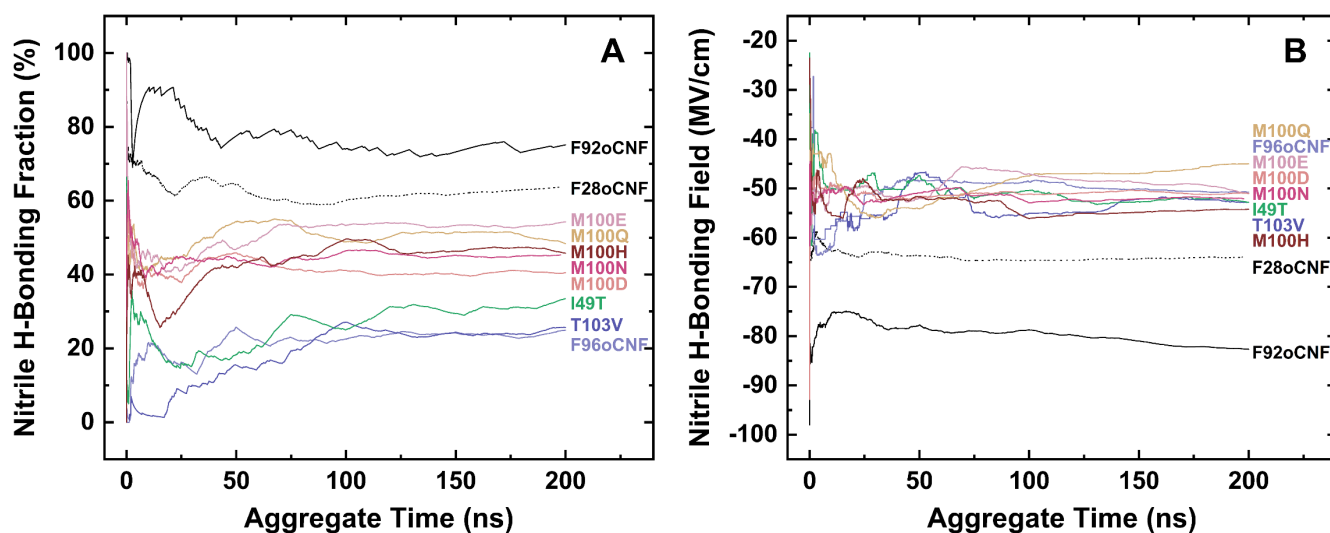 A
Nitrile H-Bonding Fraction (%)
100
80
60
40
20
0
F92oCNF
F28oCNF
M100E
M100Q
M100H
M100N
M100D
I49T
T103V
F96oCNF
0 50 100 150 200
Aggregate Time (ns)
B
Nitrile H-Bonding Field (MV/cm)
-20
-30
-40
-50
-60
-70
-80
-90
-100
M100Q
F96oCNF
M100E
M100D
M100N
I49T
T103V
M100H
F28oCNF
F92oCNF
0 50 100 150 200
Aggregate Time (ns)